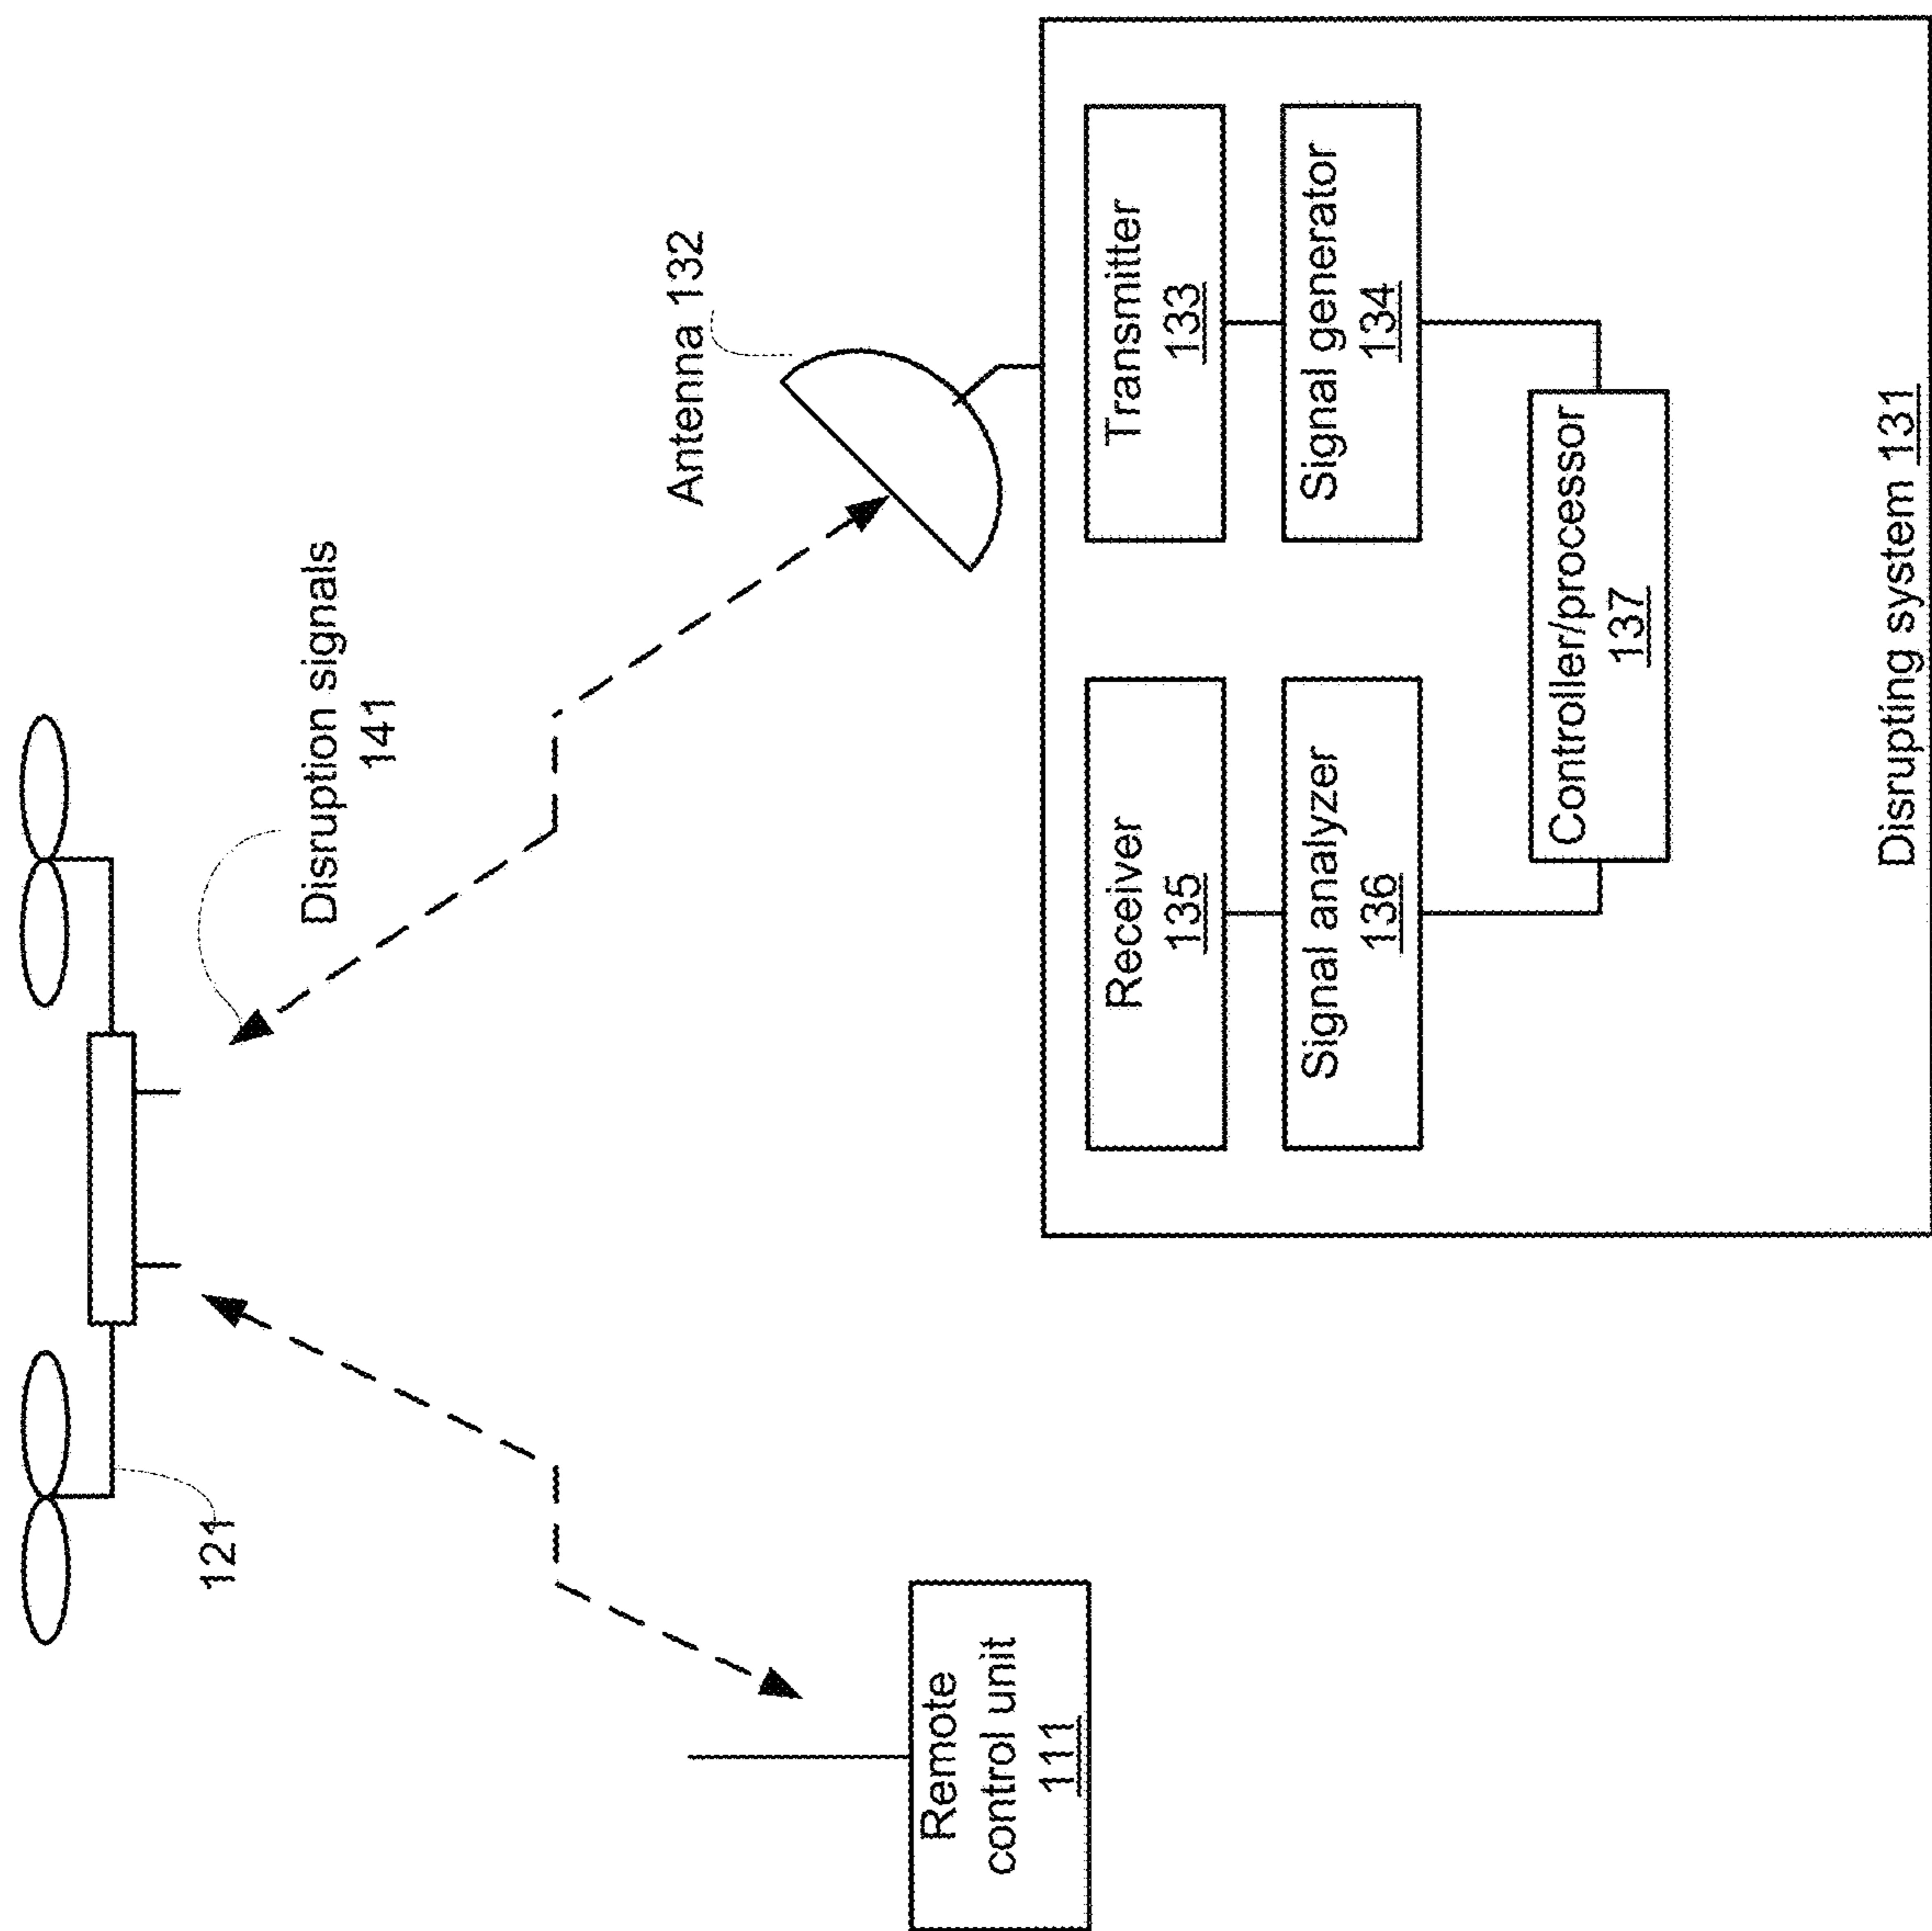 121
Disruption signals
141
Antenna 132
Remote
control unit
111
Receiver
135
Transmitter
133
Signal analyzer
136
Signal generator
134
Controller/processor
137
Disrupting system 131